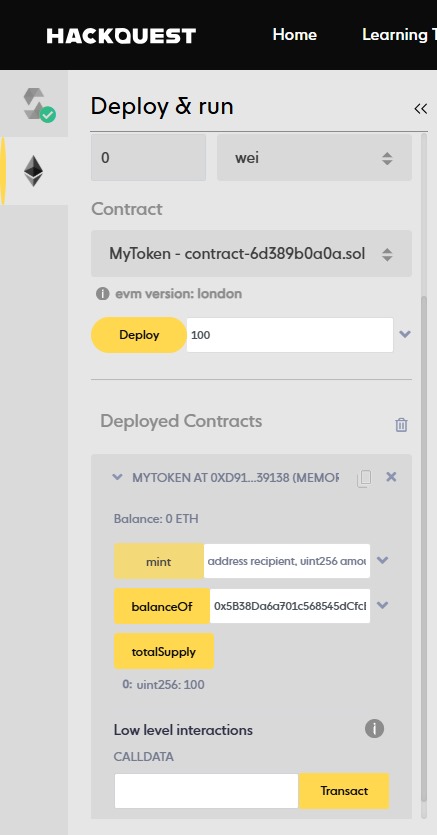 HACKQUEST
Home
Learning T
Deploy & run
0
wei
Contract
MyToken - contract-6d389b0a0a.sol
evm version: london
Deploy
100
Deployed Contracts
MYTOKEN AT 0XD91...39138 (MEMOR
Balance: 0 ETH
mint
address recipient, uint256 amou
balanceOf
0x5B38Da6a701c568545dCfcI
totalSupply
0: uint256: 100
Low level interactions
CALLDATA
Transact